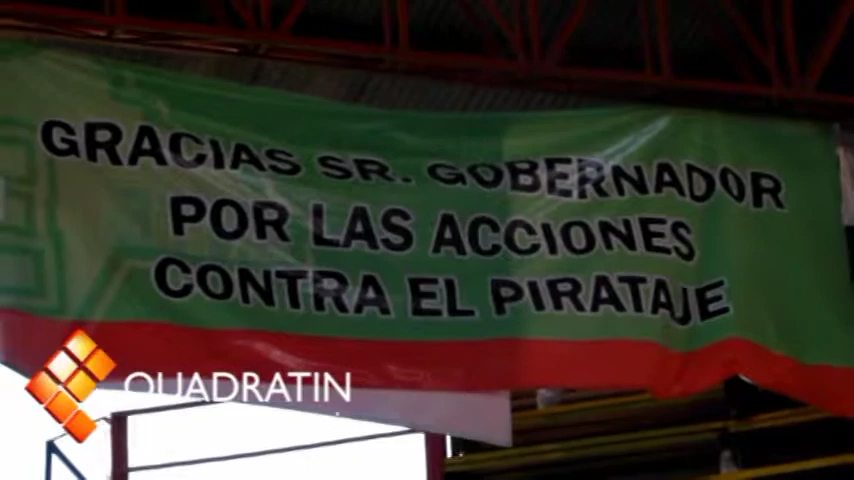 GRACIAS SR. GOBERNADOR
POR LAS ACCIONES
CONTRA EL PIRATAJE
QUADRATIN